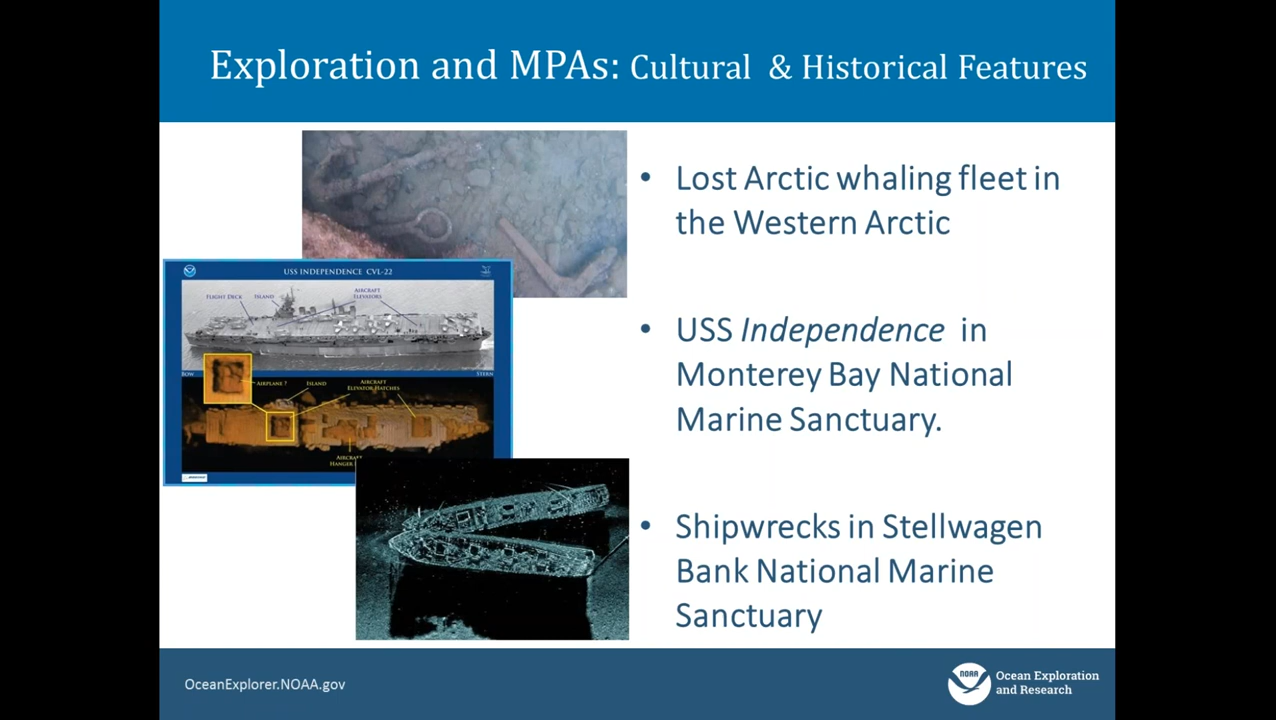 Exploration and MPAs: Cultural & Historical Features
Lost Arctic whaling fleet in
the Western Arctic
USS INDEPENDENCE CVL-22
FLIGHT DECK
ISLAND
AIRCRAFT
ELEVATORS
BOW
STERN
AIRPLANE ?
ISLAND
AIRCRAFT
ELEVATOR HATCHES
AIRCRAF
HANGER
• USS Independence in
Monterey Bay National
Marine Sanctuary.
• Shipwrecks in Stellwagen
Bank National Marine
Sanctuary
OceanExplorer.NOAA.gov
NOAA
Ocean Exploration
and Research